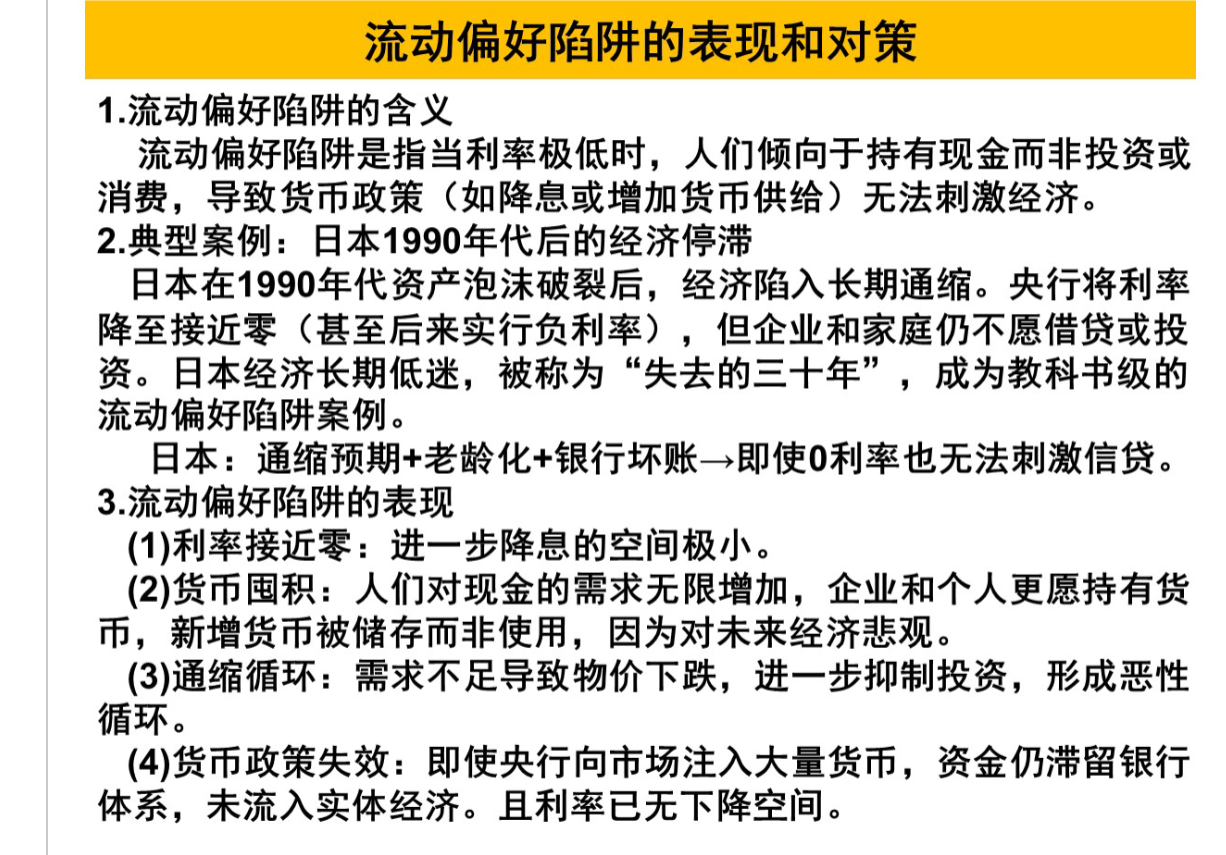 流动偏好陷阱的表现和对策
1.流动偏好陷阱的含义
流动偏好陷阱是指当利率极低时，人们倾向于持有现金而非投资或
消费，导致货币政策（如降息或增加货币供给）无法刺激经济。
2.典型案例：日本1990年代后的经济停滞
日本在1990年代资产泡沫破裂后，经济陷入长期通缩。央行将利率
降至接近零（甚至后来实行负利率），但企业和家庭仍不愿借贷或投
资。日本经济长期低迷，被称为“失去的三十年”，成为教科书级的
流动偏好陷阱案例。
日本：通缩预期+老龄化+银行坏账→即使0利率也无法刺激信贷。
3.流动偏好陷阱的表现
(1)利率接近零：进一步降息的空间极小。
(2)货币囤积：人们对现金的需求无限增加，企业和个人更愿持有货
币，新增货币被储存而非使用，因为对未来经济悲观。
(3)通缩循环：需求不足导致物价下跌，进一步抑制投资，形成恶性
循环。
(4)货币政策失效：即使央行向市场注入大量货币，资金仍滞留银行
体系，未流入实体经济。且利率已无下降空间。